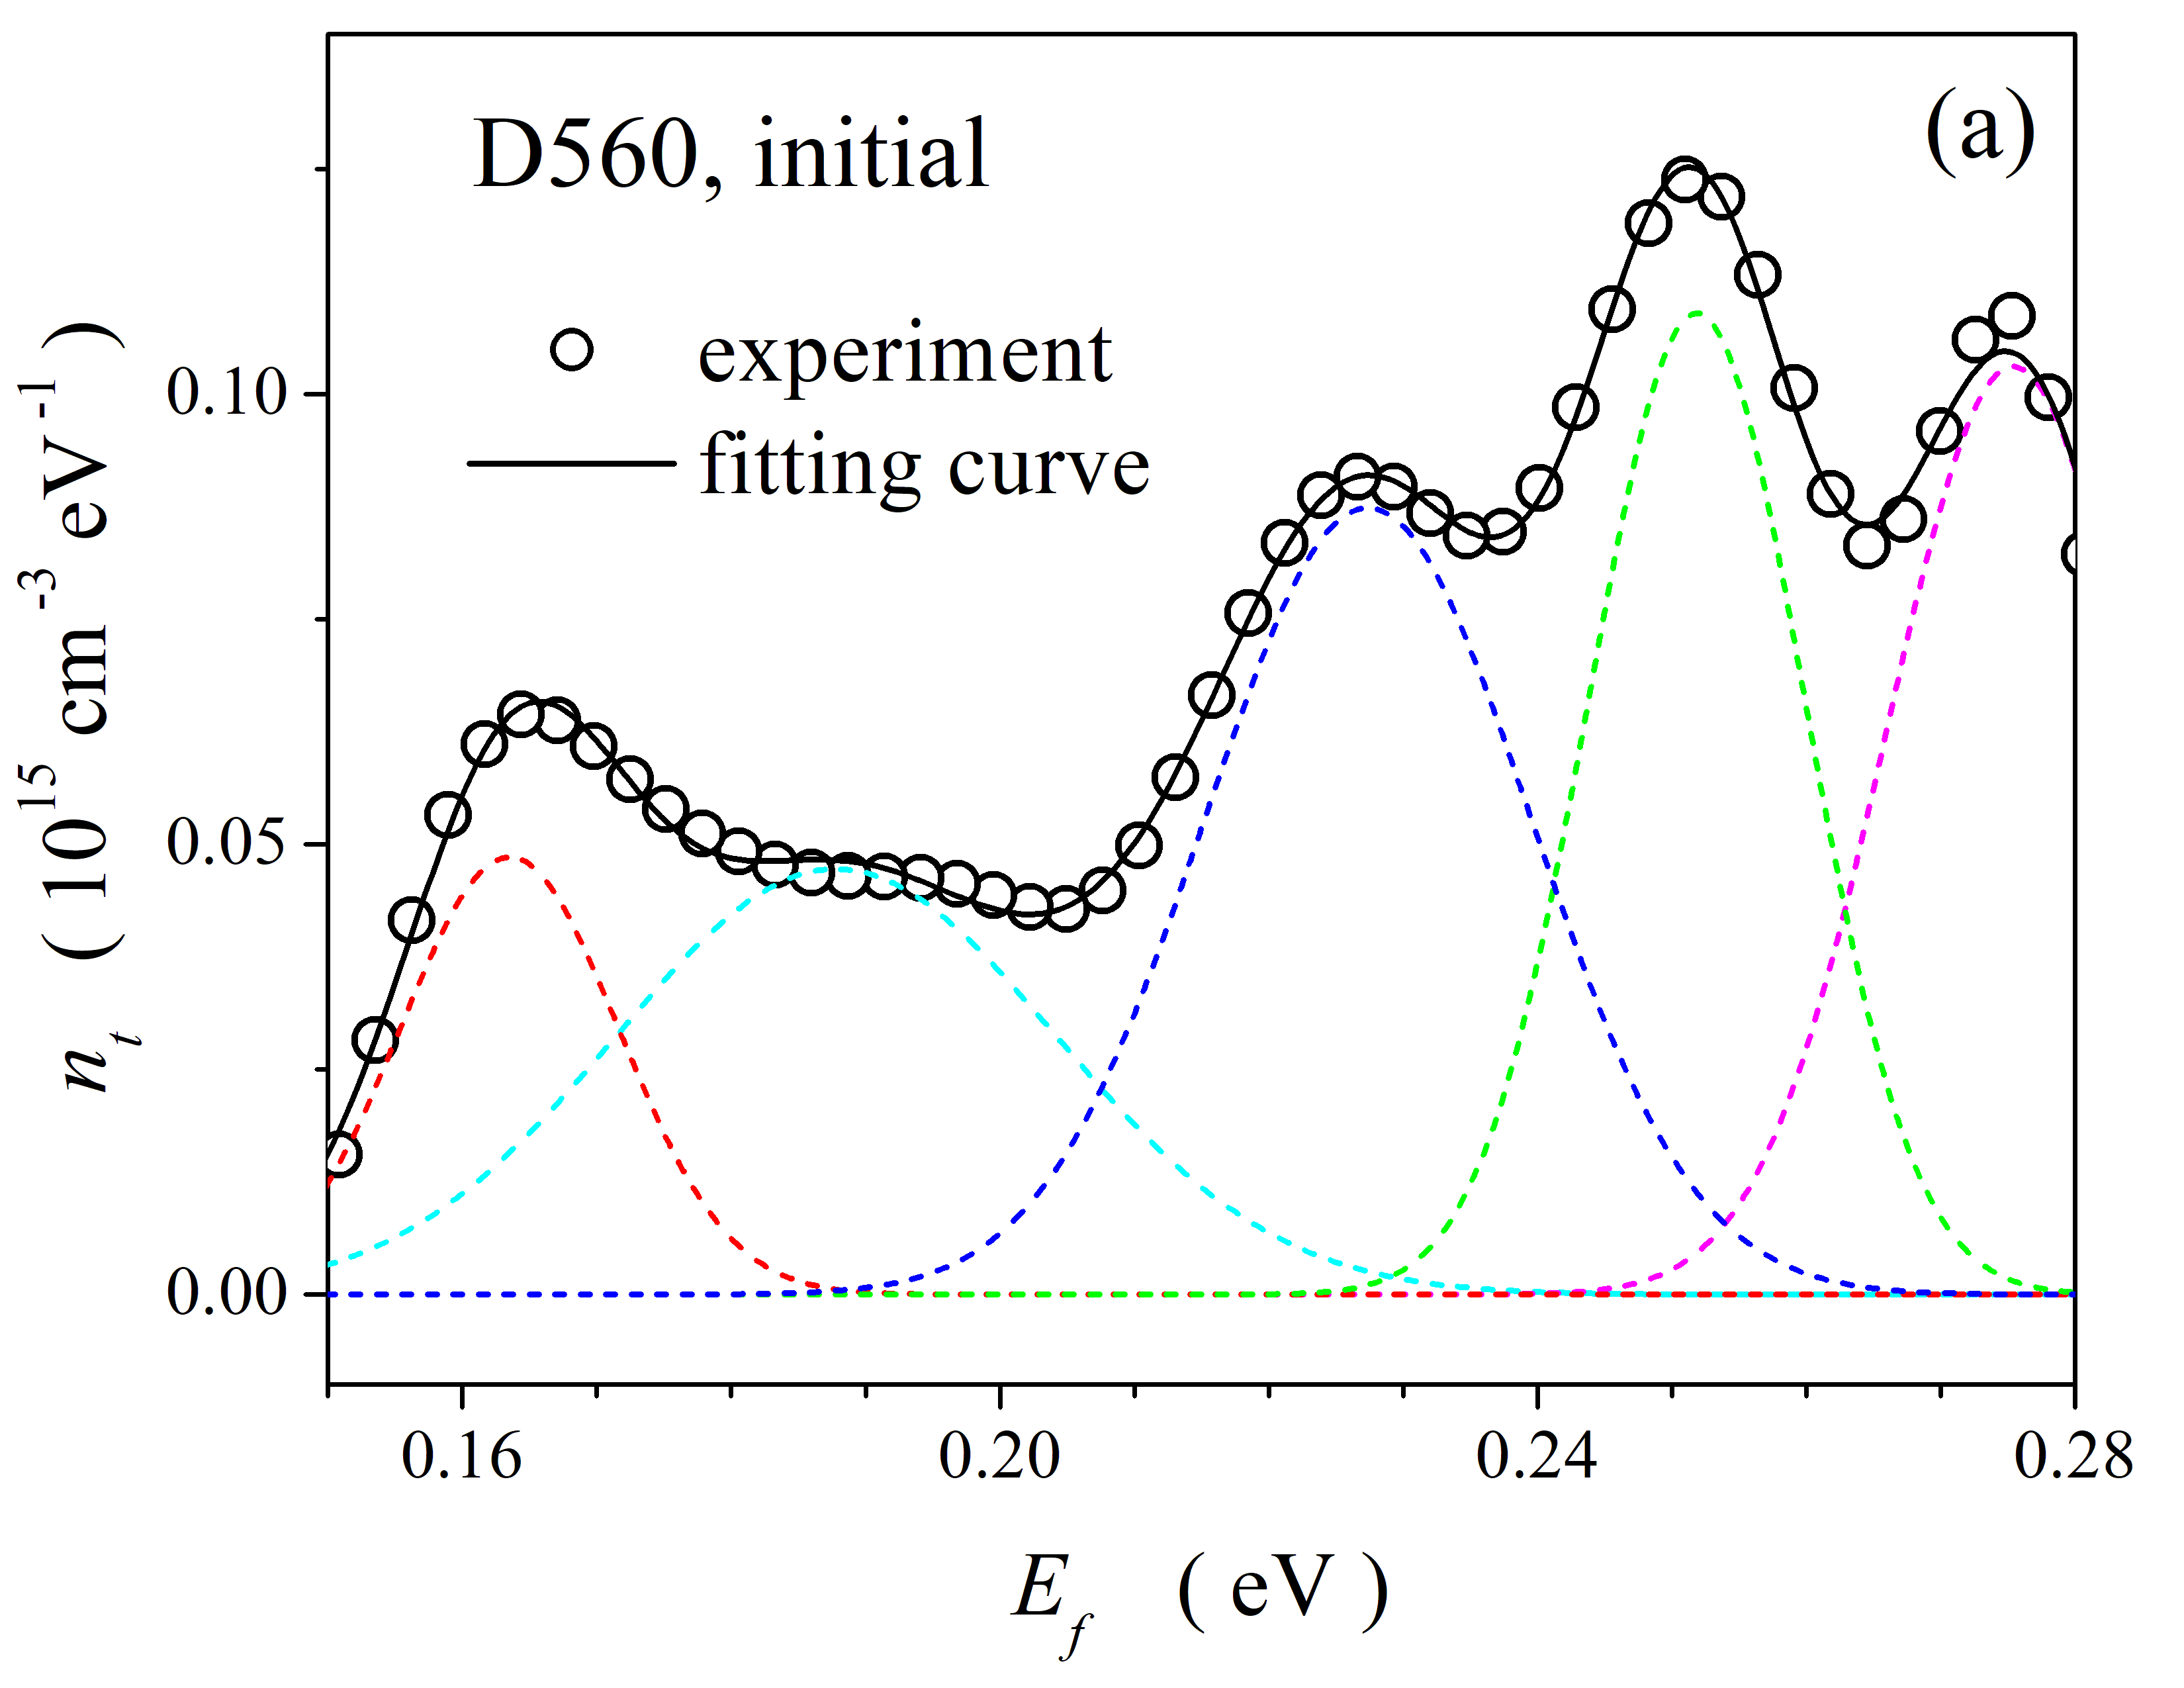 (a)
D560, initial
experiment
fitting curve
n_t ( 10^15 cm^-3 eV^-1 )
0.10
0.05
0.00
0.16 0.20 0.24 0.28
E_f ( eV )